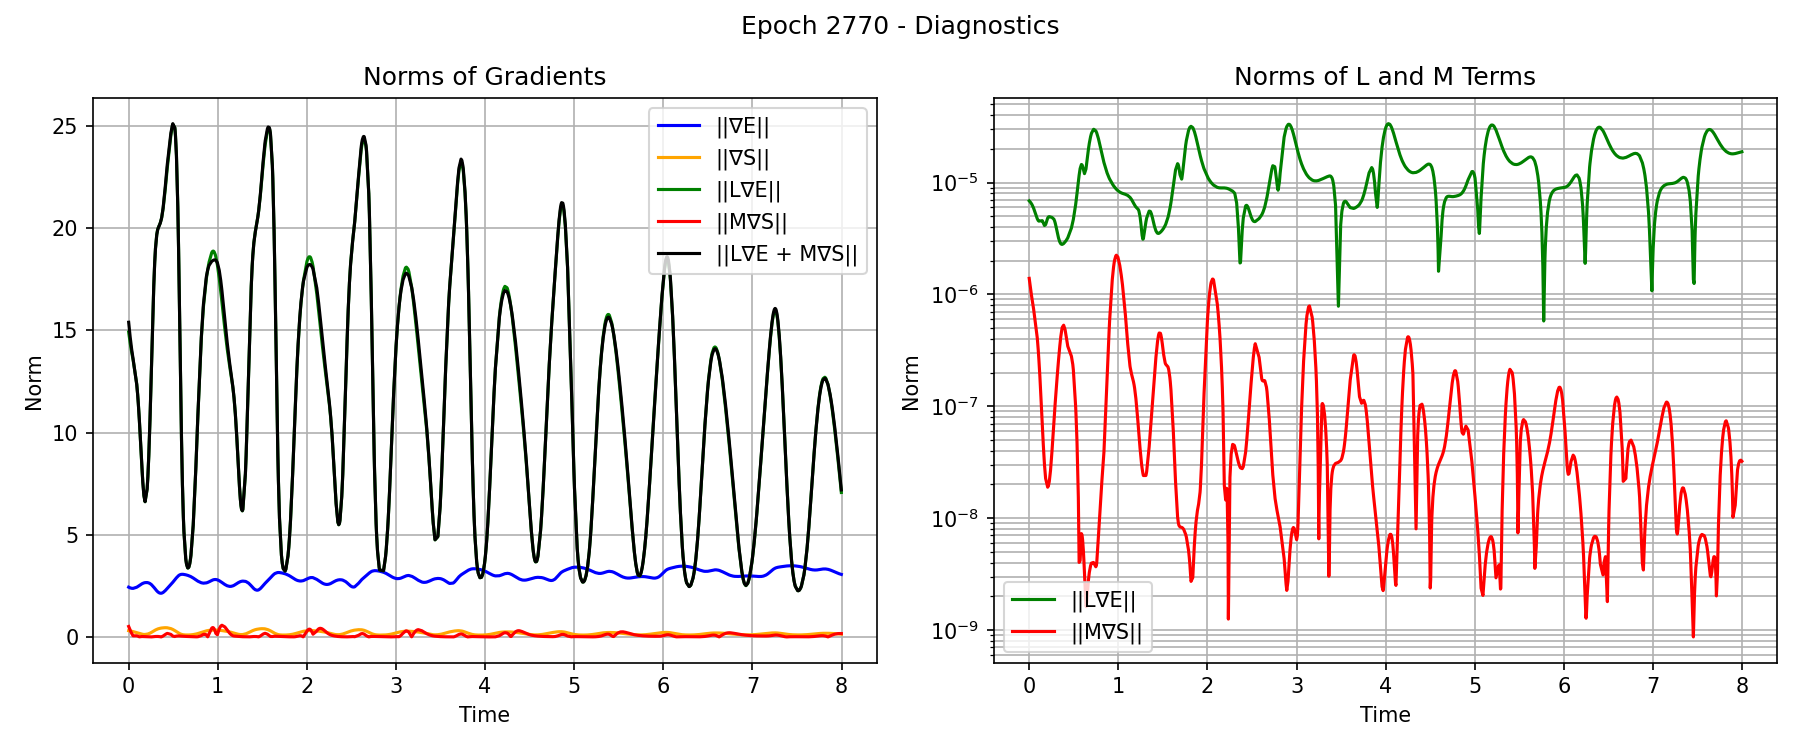 Epoch 2770 - Diagnostics
Norms of Gradients
Norm
25
20
15
10
5
0
0 1 2 3 4 5 6 7 8
Time
||∇E||
||∇S||
||L∇E||
||M∇S||
||L∇E + M∇S||
Norms of L and M Terms
Norm
10⁻⁵
10⁻⁶
10⁻⁷
10⁻⁸
10⁻⁹
0 1 2 3 4 5 6 7 8
Time
||L∇E||
||M∇S||